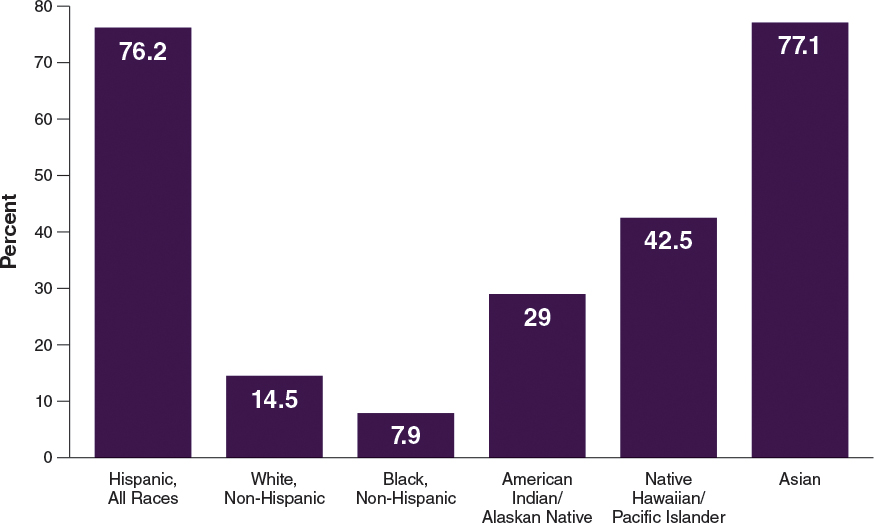 80
70
60
50
40
30
20
10
0
Percent
76.2
14.5
7.9
29
42.5
77.1
Hispanic,
All Races
White,
Non-Hispanic
Black,
Non-Hispanic
American
Indian/
Alaskan Native
Native
Hawaiian/
Pacific Islander
Asian